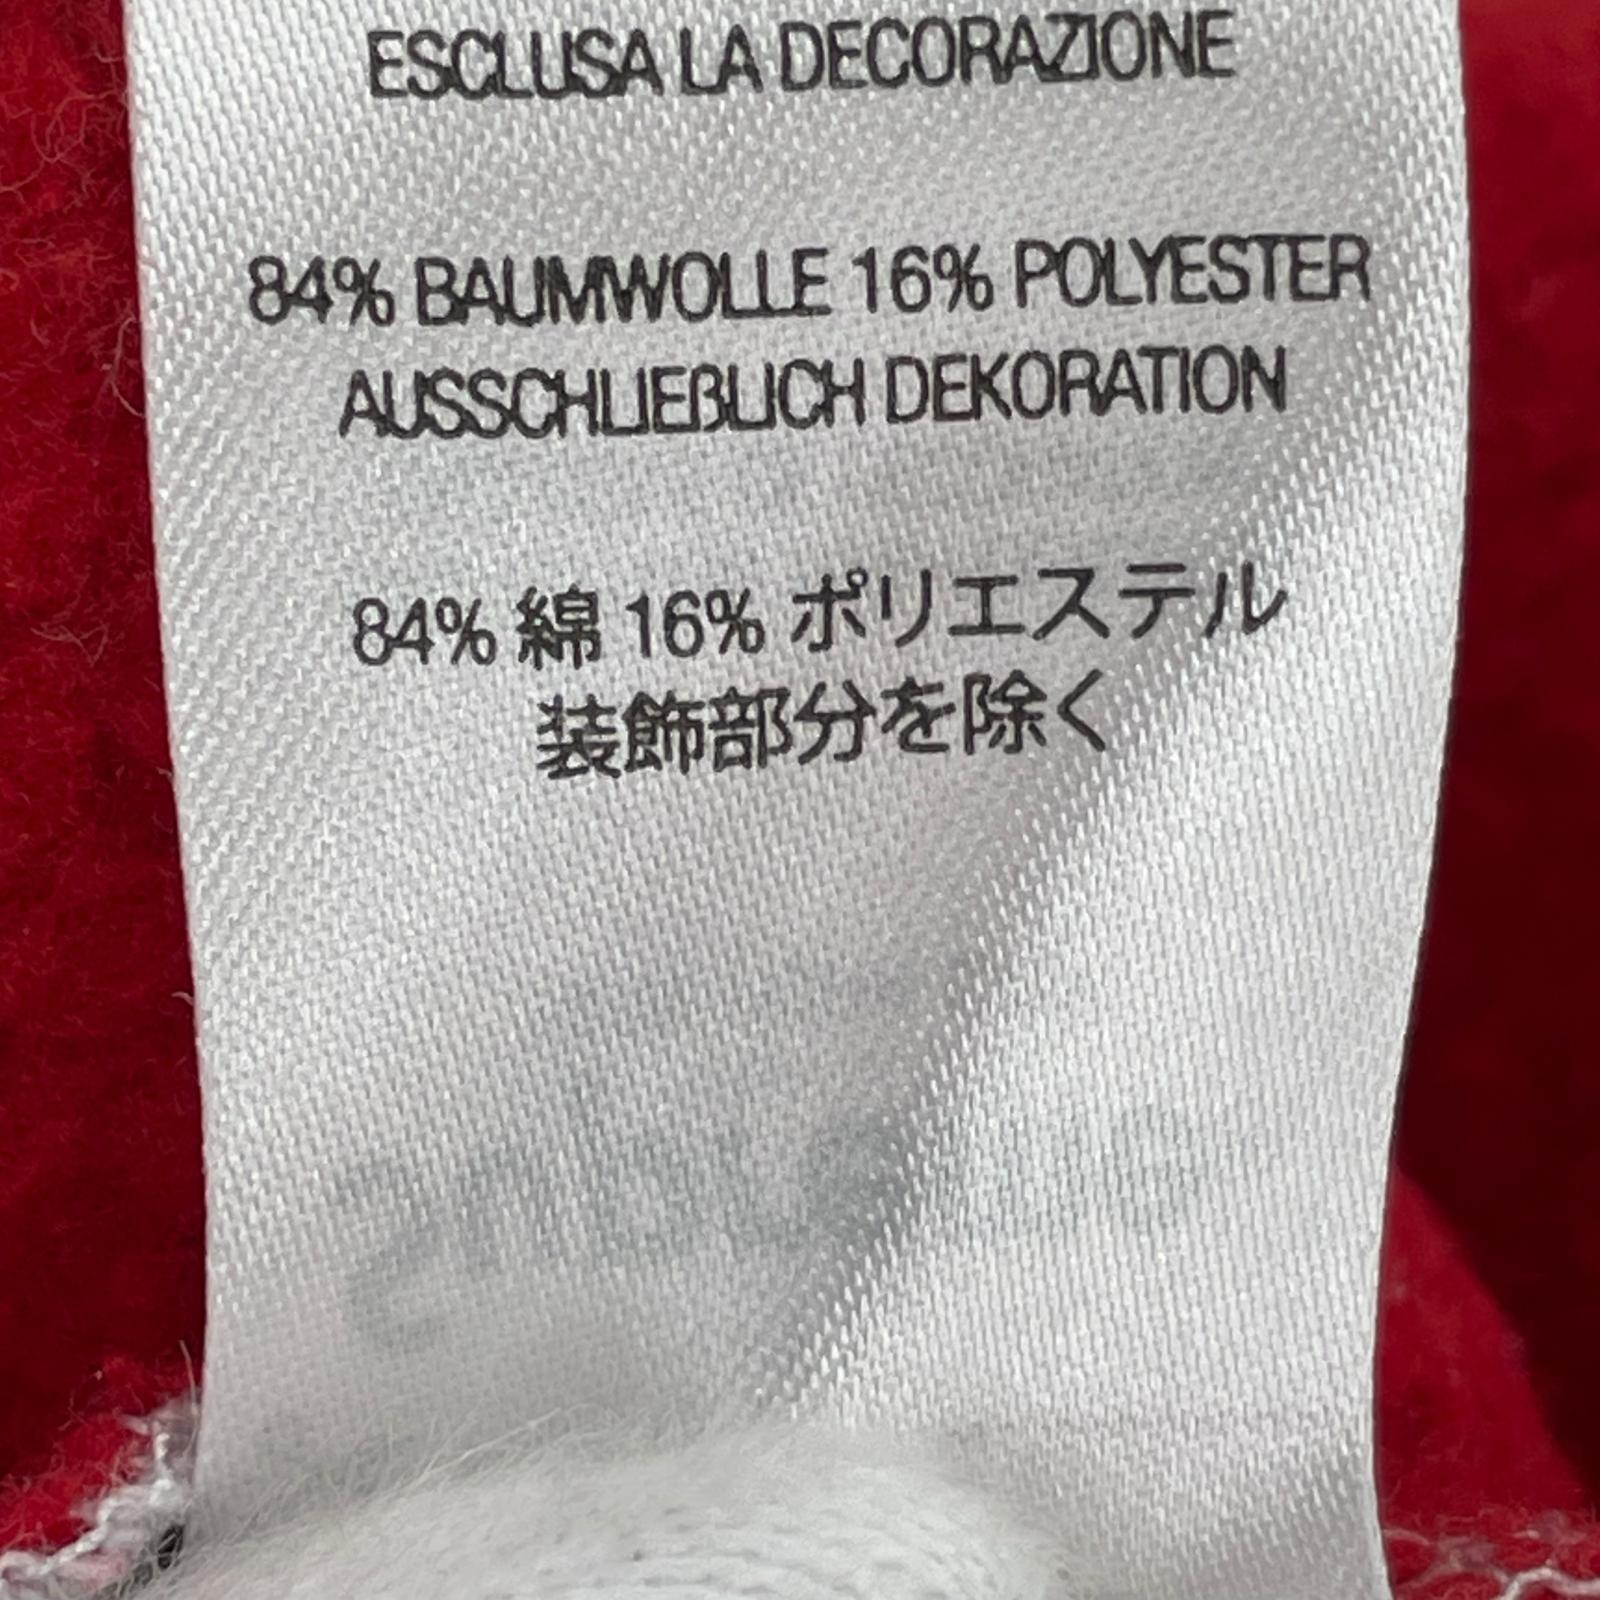 ESCLUSA LA DECORAZIONE
84% BAUMWOLLE 16% POLYESTER
AUSSCHLIEßLICH DEKORATION
84% 綿 16% ポリエステル
装飾部分を除く